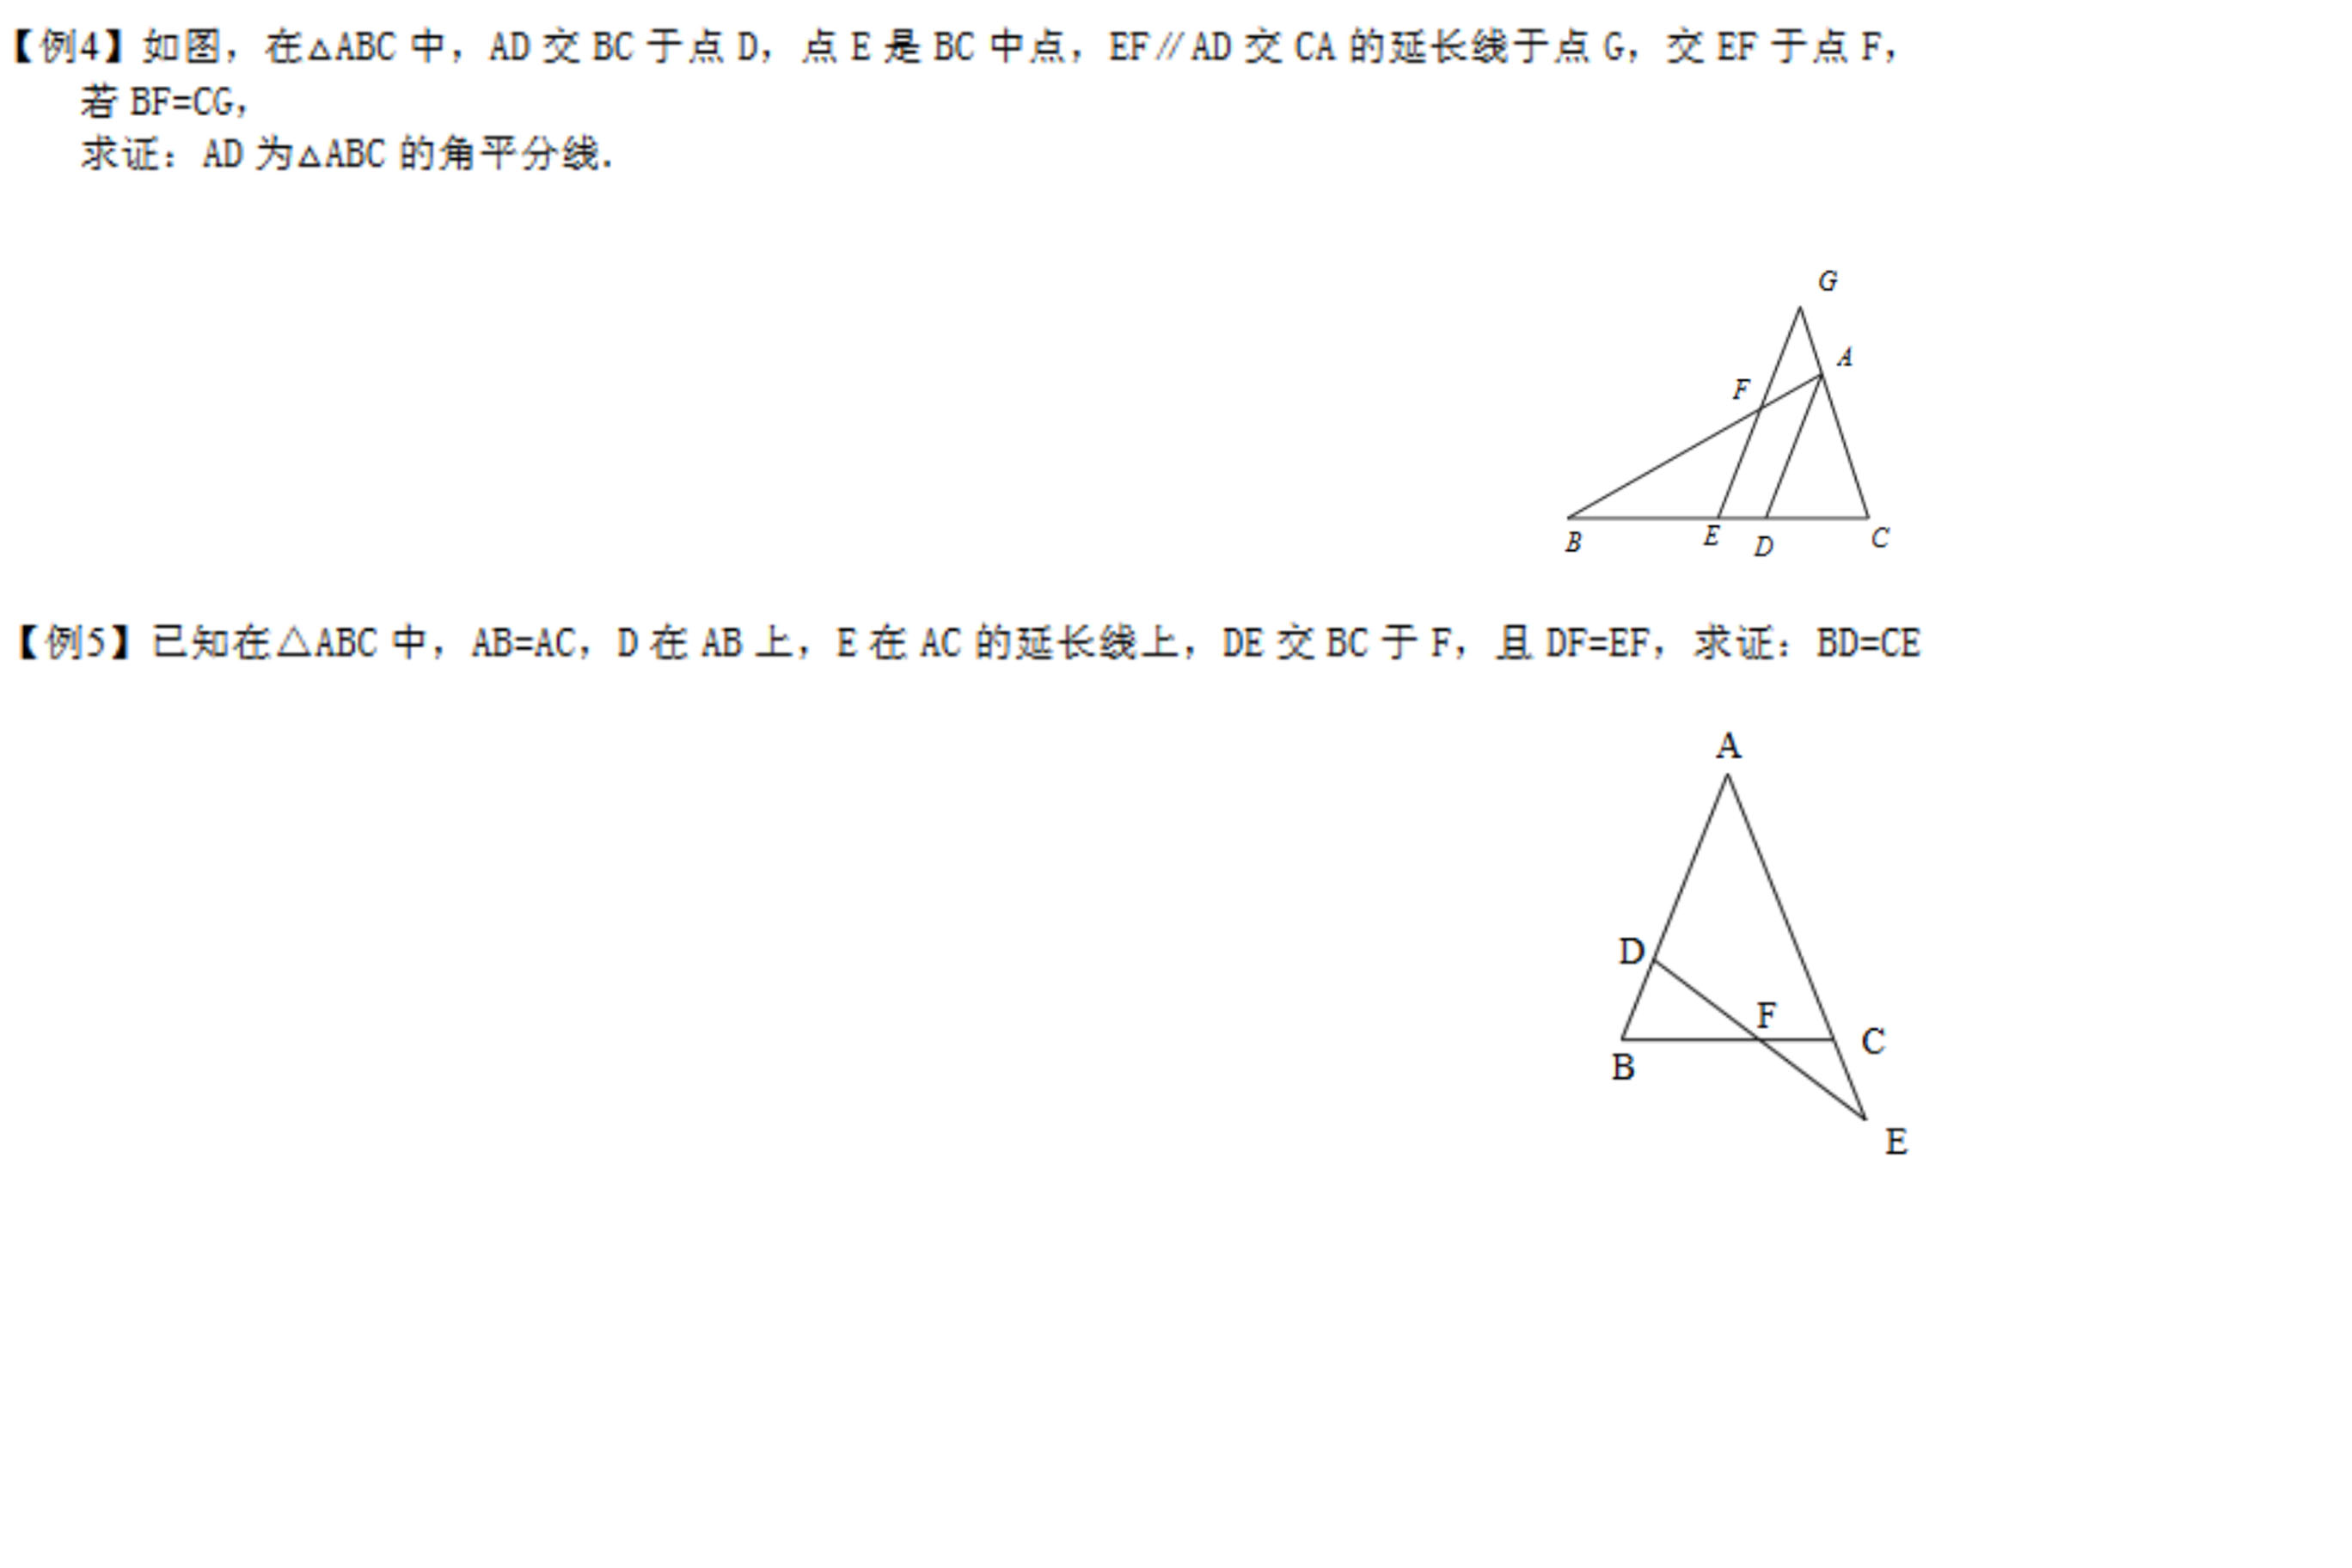 【例4】如图，在△ABC 中，AD 交 BC 于点 D，点 E 是 BC 中点，EF∥AD 交 CA 的延长线于点 G，交 EF 于点 F，
若 BF=CG，
求证：AD 为△ABC 的角平分线．
G
A
F
B
E
D
C
【例5】已知在△ABC 中，AB=AC，D 在 AB 上，E 在 AC 的延长线上，DE 交 BC 于 F，且 DF=EF，求证：BD=CE
A
D
F
C
B
E